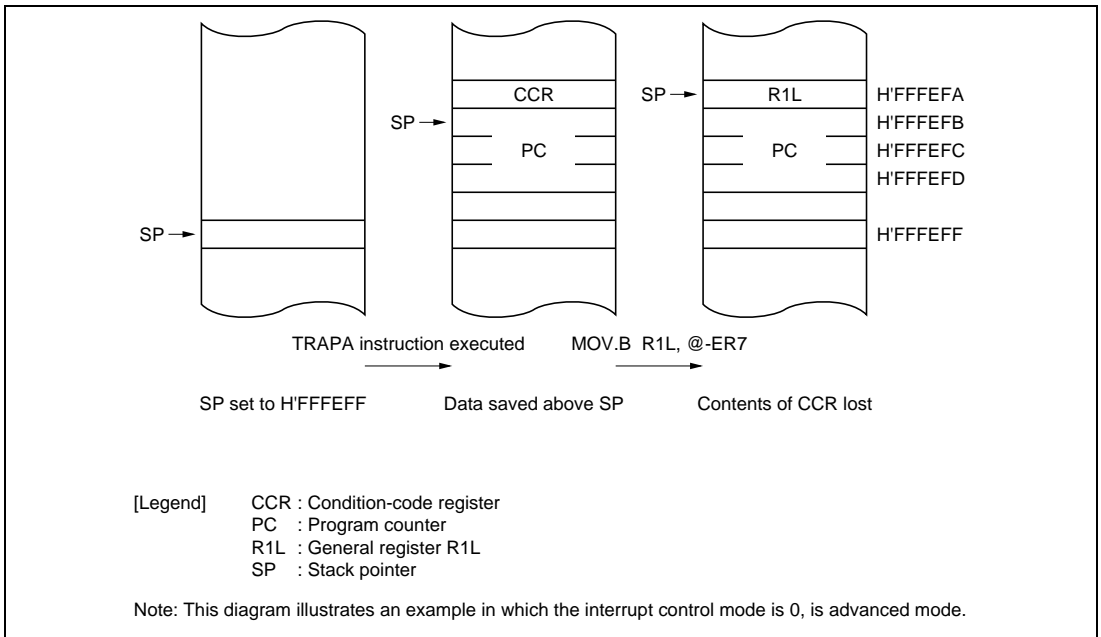 CCR
SP
R1L
H'FFFEFA
SP
H'FFFEFB
PC
PC
H'FFFEFC
H'FFFEFD
SP
H'FFFEFF
TRAPA instruction executed
MOV.B R1L, @-ER7
SP set to H'FFFEFF
Data saved above SP
Contents of CCR lost
[Legend] CCR : Condition-code register
PC : Program counter
R1L : General register R1L
SP : Stack pointer
Note: This diagram illustrates an example in which the interrupt control mode is 0, is advanced mode.